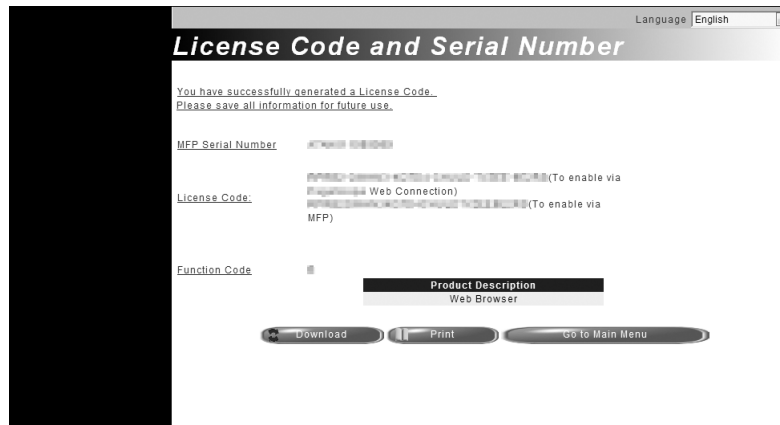 Language English
License Code and Serial Number
You have successfully generated a License Code.
Please save all information for future use.
MFP Serial Number
(To enable via
License Code:
Web Connection)
(To enable via
MFP)
Function Code
Product Description
Web Browser
Download Print Go to Main Menu